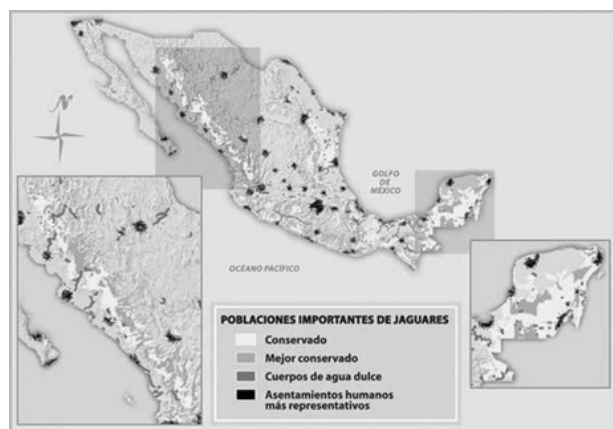 N
GOLFO
DE
MÉXICO
OCÉANO PACÍFICO
POBLACIONES IMPORTANTES DE JAGUARES
Conservado
Mejor conservado
Cuerpos de agua dulce
Asentamientos humanos
más representativos